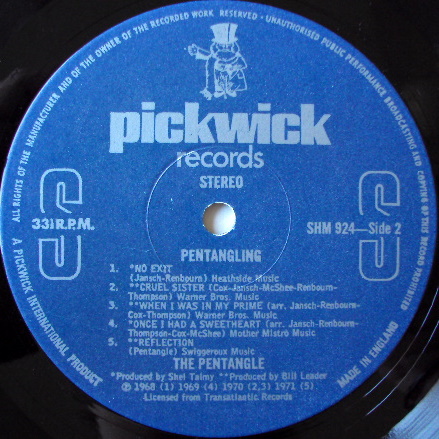 ALL RIGHTS OF THE MANUFACTURER AND OF THE OWNER OF THE RECORDED WORK RESERVED - UNAUTHORISED PUBLIC PERFORMANCE BROADCASTING AND COPYING OF THIS RECORD PROHIBITED
pickwick
records
STEREO
33⅓ R.P.M.
SHM 924—Side 2
PENTANGLING
1. *NO EXIT
(Jansch-Renbourn) Heathside Music
2. **CRUEL SISTER (Cox-Jansch-McShee-Renbourn-
Thompson) Warner Bros. Music
3. **WHEN I WAS IN MY PRIME (arr. Jansch-Renbourn-
Cox-Thompson) Warner Bros. Music
4. *ONCE I HAD A SWEETHEART (arr. Jansch-Renbourn-
Thompson-Cox-McShee) Mother Mistro Music
5. **REFLECTION
(Pentangle) Swiggeroux Music
THE PENTANGLE
*Produced by Shel Talmy **Produced by Bill Leader
℗ 1968 (1) 1969 (4) 1970 (2,3) 1971 (5)
Licensed from Transatlantic Records
A PICKWICK INTERNATIONAL PRODUCT
MADE IN ENGLAND